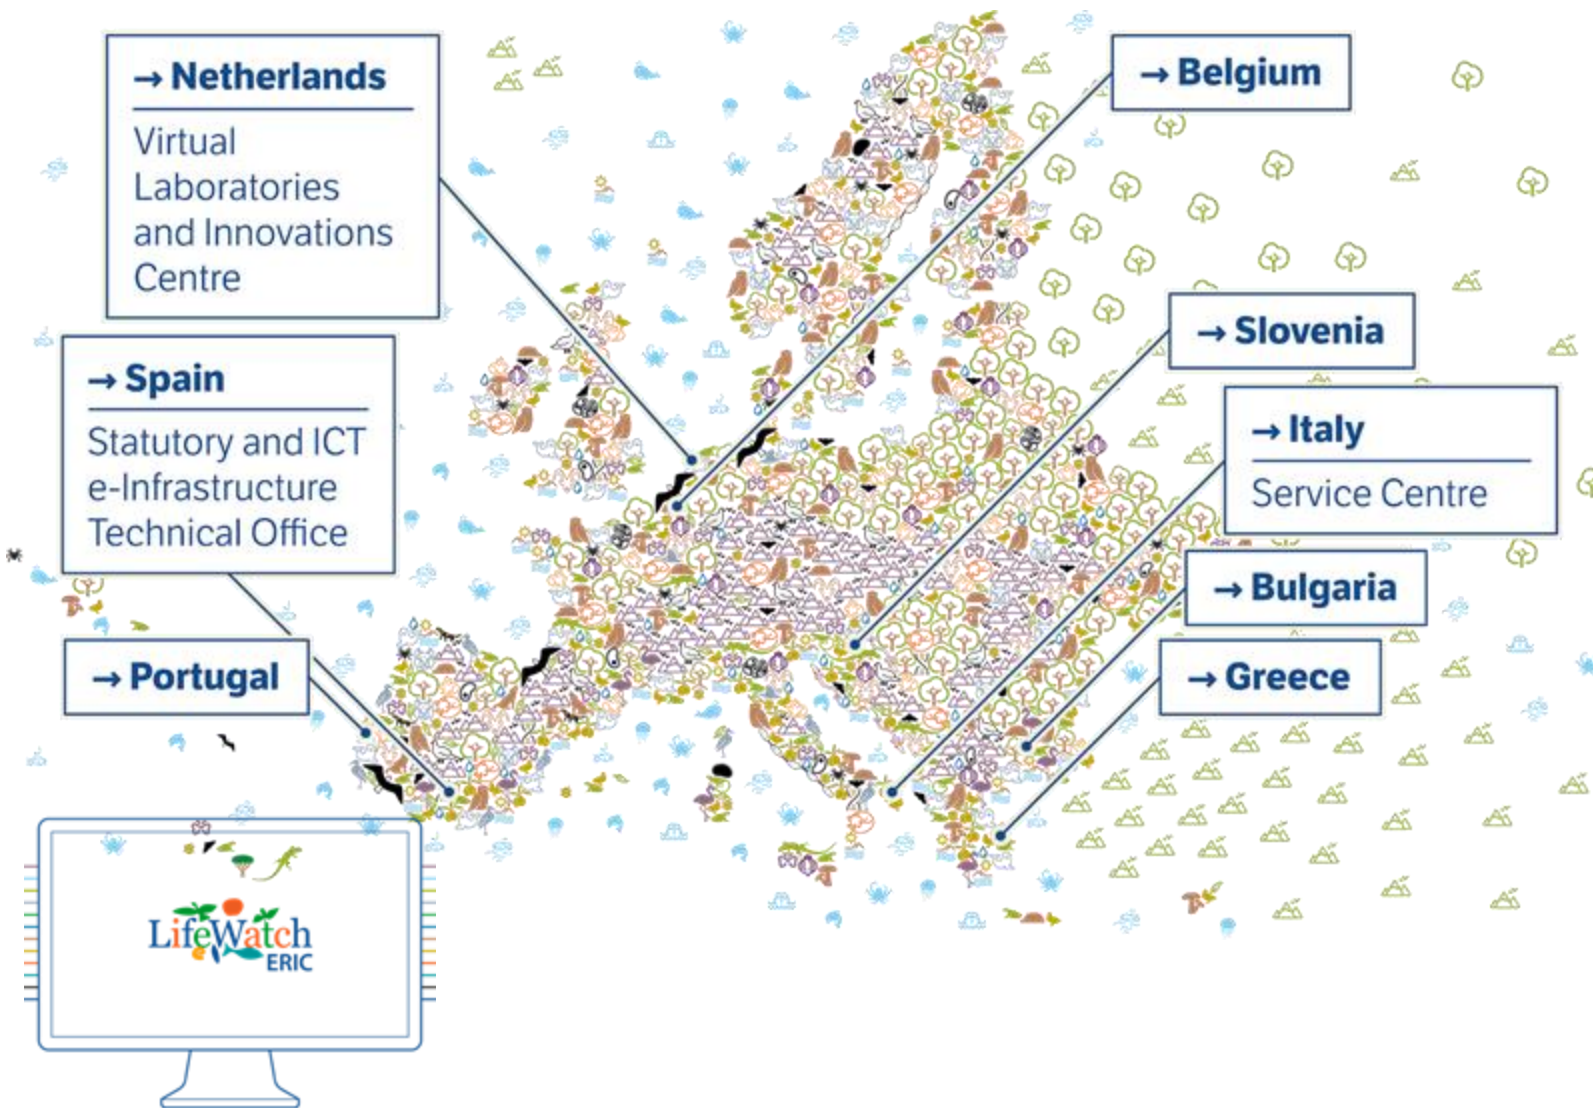 → Netherlands
Virtual
Laboratories
and Innovations
Centre
→ Belgium
→ Spain
Statutory and ICT
e-Infrastructure
Technical Office
→ Slovenia
→ Italy
Service Centre
→ Bulgaria
→ Portugal
→ Greece
LifeWatch
ERIC